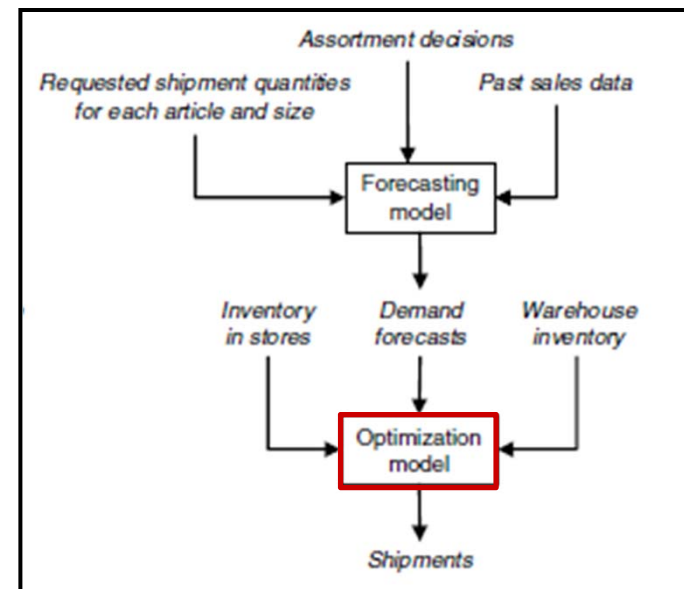 Assortment decisions
Requested shipment quantities
for each article and size
Past sales data
Forecasting
model
Inventory
in stores
Demand
forecasts
Warehouse
inventory
Optimization
model
Shipments